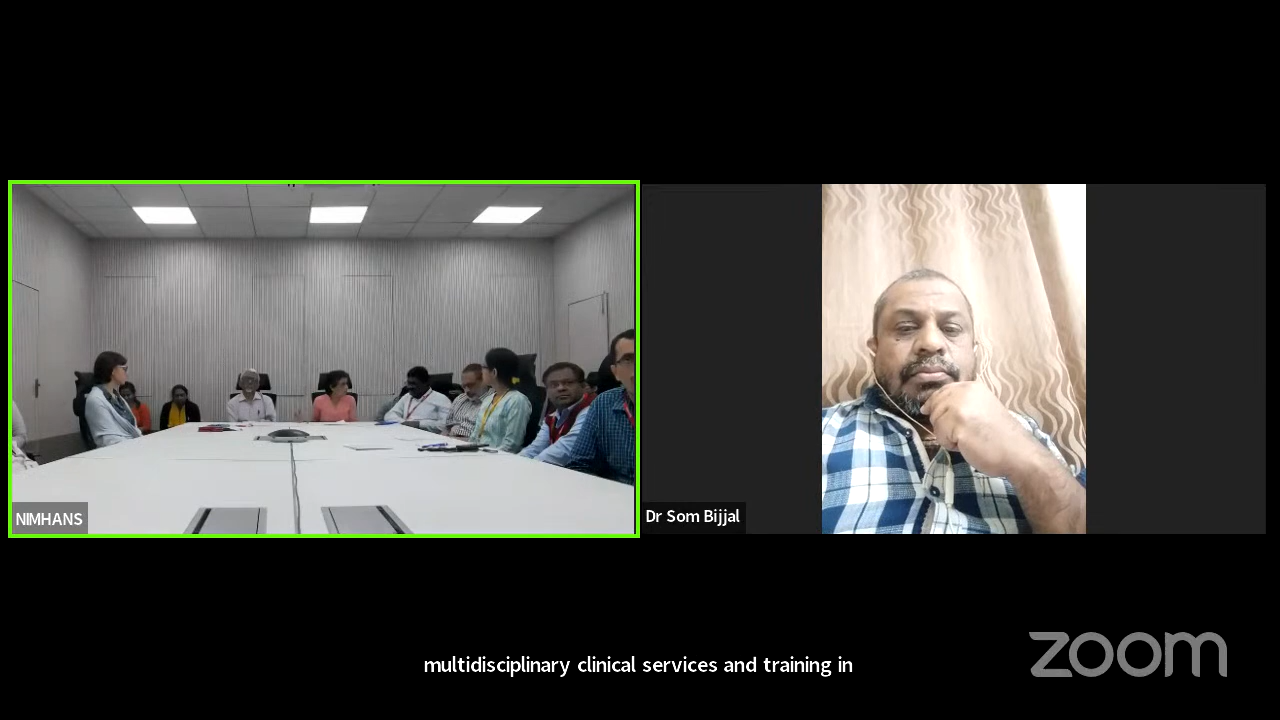 NIMHANS
Dr Som Bijjal
multidisciplinary clinical services and training in
zoom